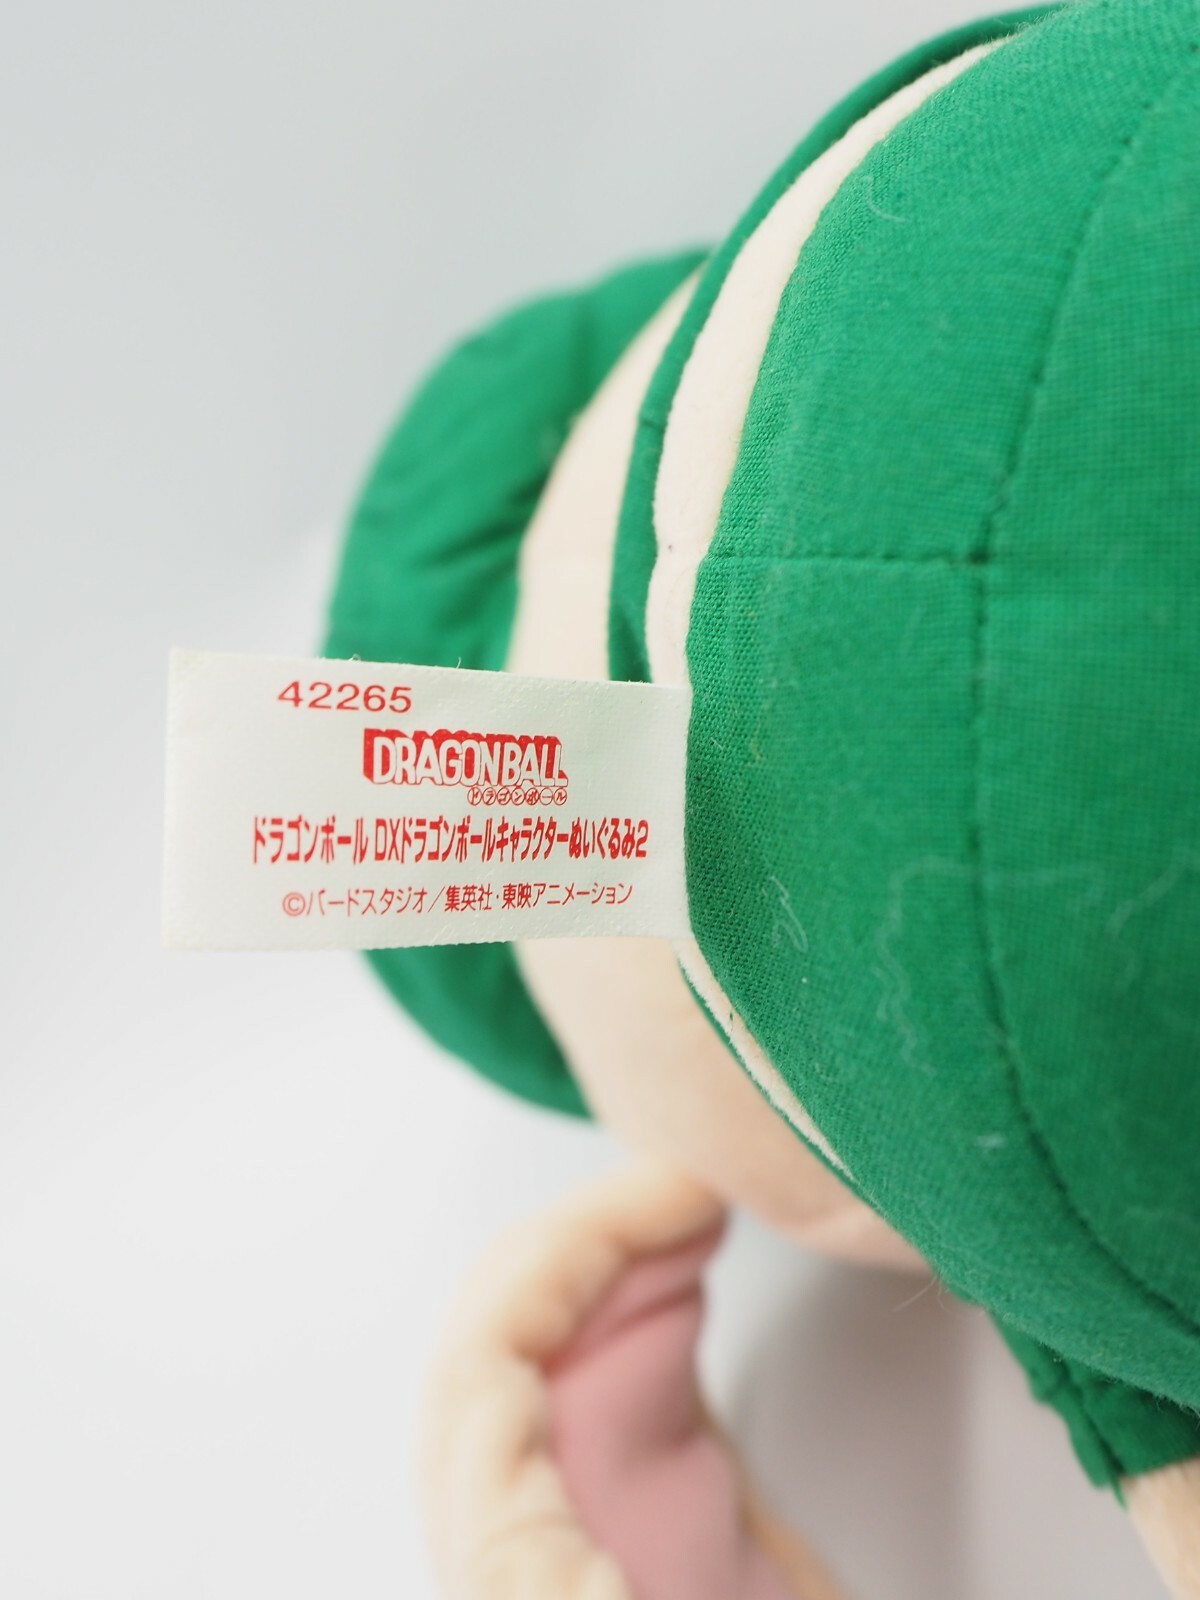 42265
DRAGON BALL
ドラゴンボール
ドラゴンボール DXドラゴンボールキャラクターぬいぐるみ2
©バードスタジオ/集英社・東映アニメーション